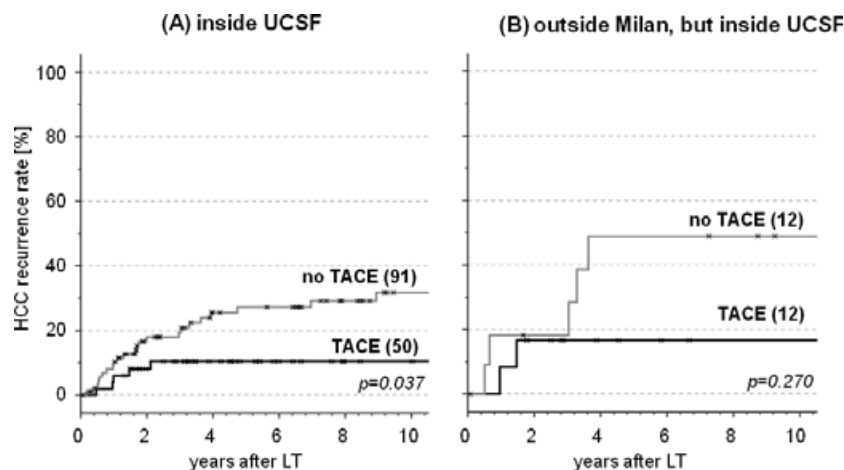 (A) inside UCSF
(B) outside Milan, but inside UCSF
HCC recurrence rate [%]
100
80
60
40
20
0
no TACE (91)
TACE (50)
p=0.037
0 2 4 6 8 10
years after LT
no TACE (12)
TACE (12)
p=0.270
0 2 4 6 8 10
years after LT